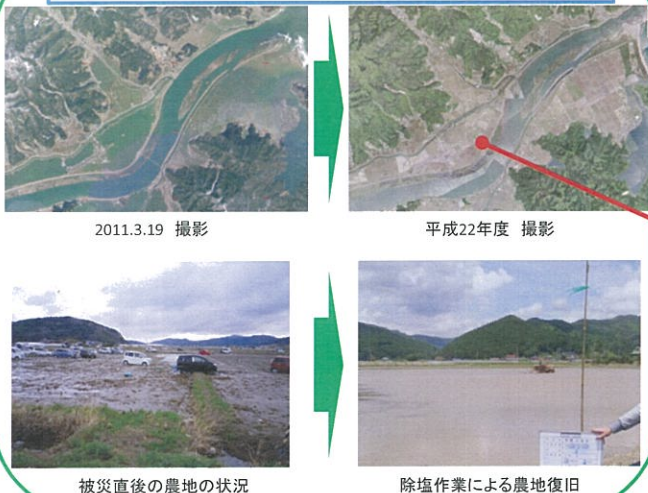 2011.3.19 撮影
平成22年度 撮影
被災直後の農地の状況
除塩作業による農地復旧